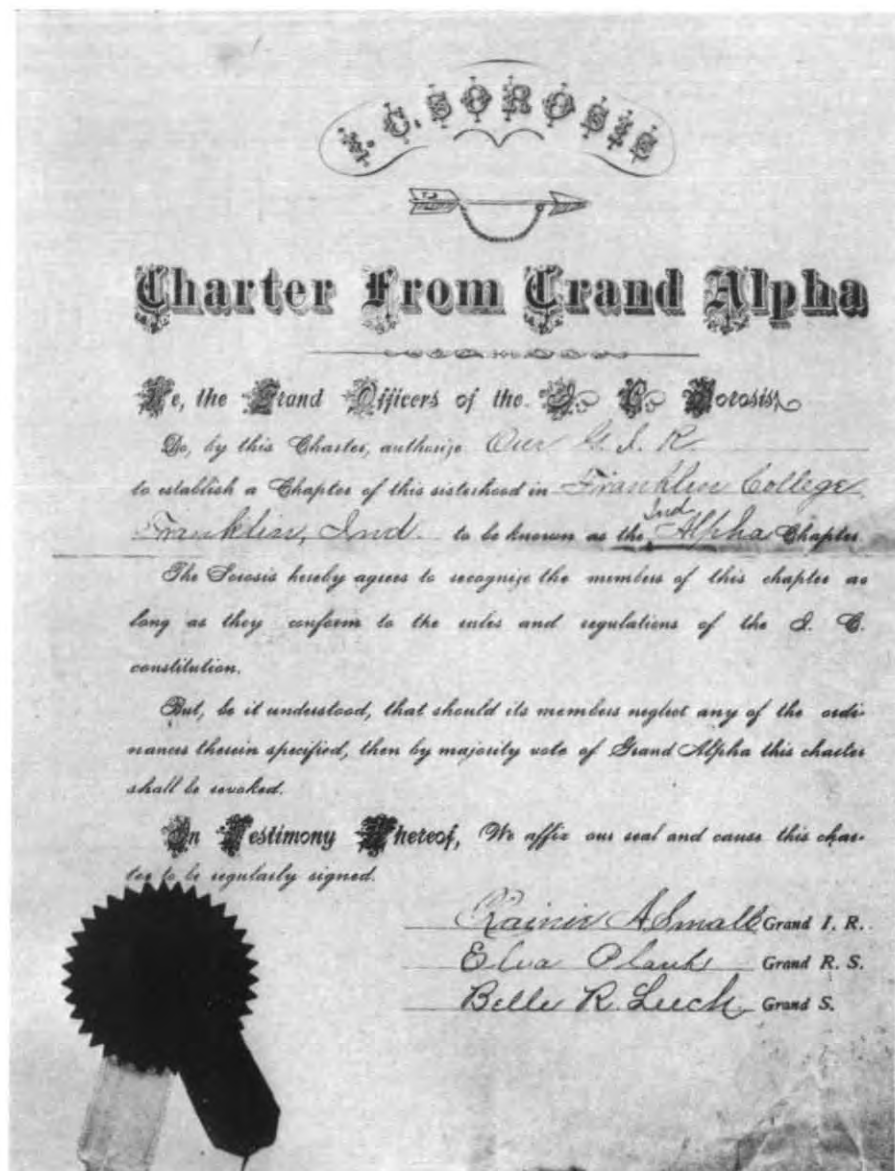 I. C. SOROSIS
Charter From Grand Alpha
We, the Grand Officers of the I. C. Sorosis,
Do, by this Charter, authorize Our G. I. R.
to establish a Chapter of this sisterhood in Franklin College,
Franklin, Ind. to be known as the Ind Alpha Chapter
The Sorosis hereby agrees to recognize the members of this chapter as
long as they conform to the rules and regulations of the I. C.
constitution.
But, be it understood, that should its members neglect any of the ordi-
nances therein specified, then by majority vote of Grand Alpha this charter
shall be revoked.
In Testimony Whereof, We affix our seal and cause this char-
ter to be regularly signed.
A. Small Grand I. R.
Elva Plank Grand R. S.
Belle R. Leech Grand S.